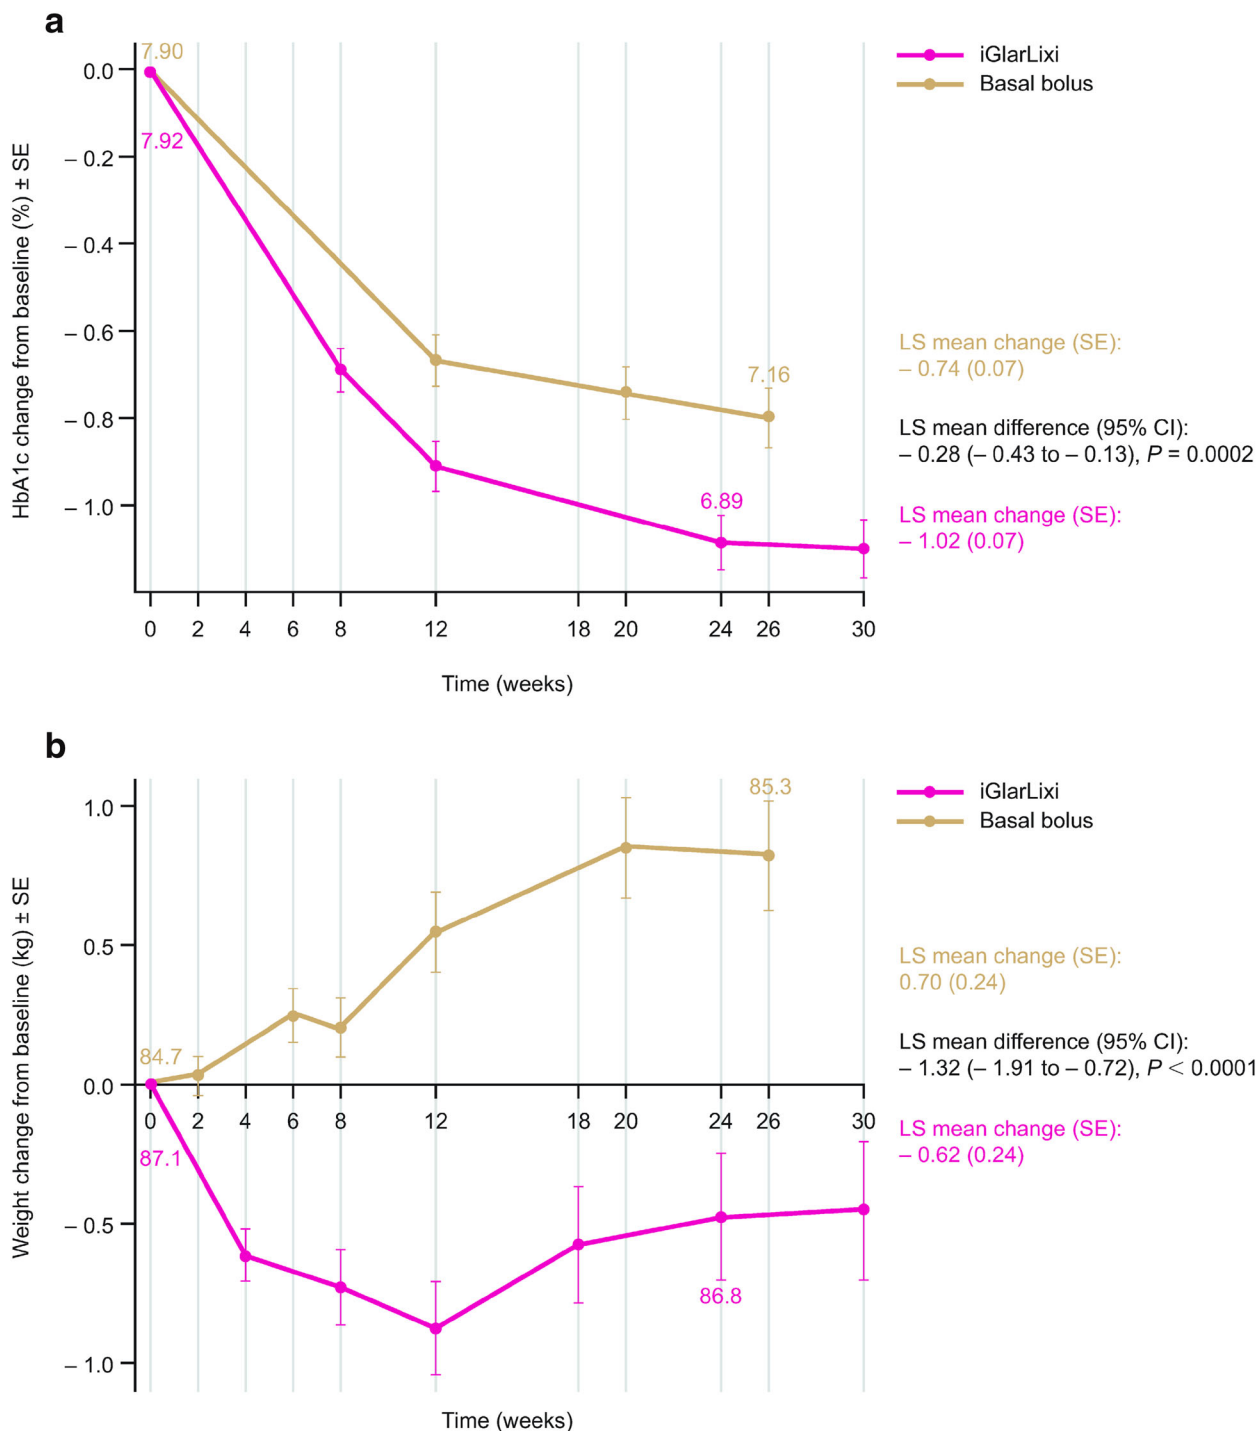 a
7.90
7.92
iGlarLixi
Basal bolus
HbA1c change from baseline (%) ± SE
0.0
– 0.2
– 0.4
– 0.6
– 0.8
– 1.0
7.16
6.89
LS mean change (SE):
– 0.74 (0.07)
LS mean difference (95% CI):
– 0.28 (– 0.43 to – 0.13), P = 0.0002
LS mean change (SE):
– 1.02 (0.07)
0 2 4 6 8 12 18 20 24 26 30
Time (weeks)
b
iGlarLixi
Basal bolus
Weight change from baseline (kg) ± SE
1.0
0.5
0.0
– 0.5
– 1.0
85.3
84.7
87.1
86.8
LS mean change (SE):
0.70 (0.24)
LS mean difference (95% CI):
– 1.32 (– 1.91 to – 0.72), P < 0.0001
LS mean change (SE):
– 0.62 (0.24)
0 2 4 6 8 12 18 20 24 26 30
Time (weeks)